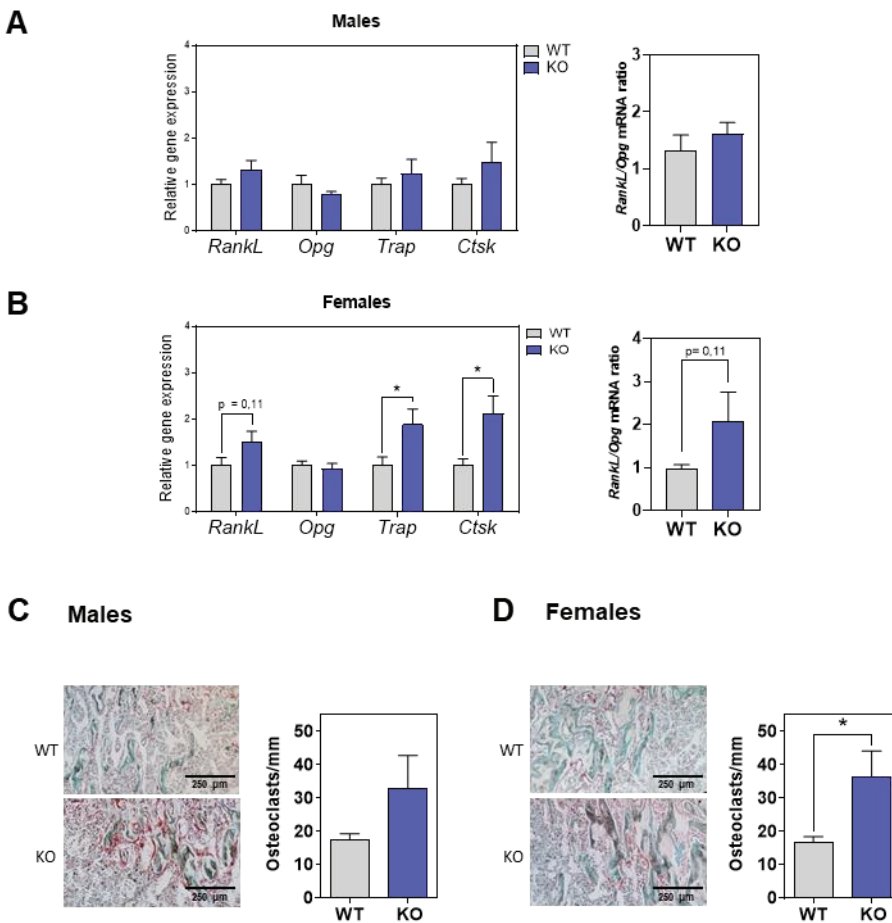 A
Males
WT
KO
Relative gene expression
4
3
2
1
0
RankL Opg Trap Ctsk
RankL/Opg mRNA ratio
3
2
1
0
WT KO
B
Females
WT
KO
Relative gene expression
4
3
2
1
0
p = 0,11
*
*
RankL Opg Trap Ctsk
RankL/Opg mRNA ratio
4
3
2
1
0
p= 0,11
WT KO
C Males
WT
250 µm
KO
250 µm
Osteoclasts/mm
50
40
30
20
10
0
WT KO
D Females
WT
250 µm
KO
250 µm
Osteoclasts/mm
50
40
30
20
10
0
*
WT KO